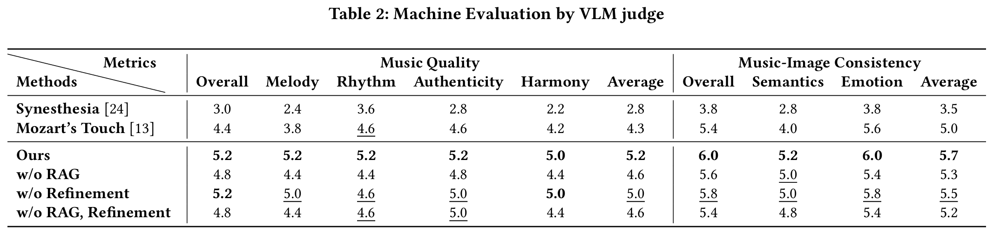 Table 2: Machine Evaluation by VLM judge
Metrics Music Quality Music-Image Consistency
Methods Overall Melody Rhythm Authenticity Harmony Average Overall Semantics Emotion Average
Synesthesia [24] 3.0 2.4 3.6 2.8 2.2 2.8 3.8 2.8 3.8 3.5
Mozart’s Touch [13] 4.4 3.8 4.6 4.6 4.2 4.3 5.4 4.0 5.6 5.0
Ours 5.2 5.2 5.2 5.2 5.0 5.2 6.0 5.2 6.0 5.7
w/o RAG 4.8 4.4 4.4 4.8 4.4 4.6 5.6 5.0 5.4 5.3
w/o Refinement 5.2 5.0 4.6 5.0 5.0 5.0 5.8 5.0 5.8 5.5
w/o RAG, Refinement 4.8 4.4 4.6 5.0 4.4 4.6 5.4 4.8 5.4 5.2